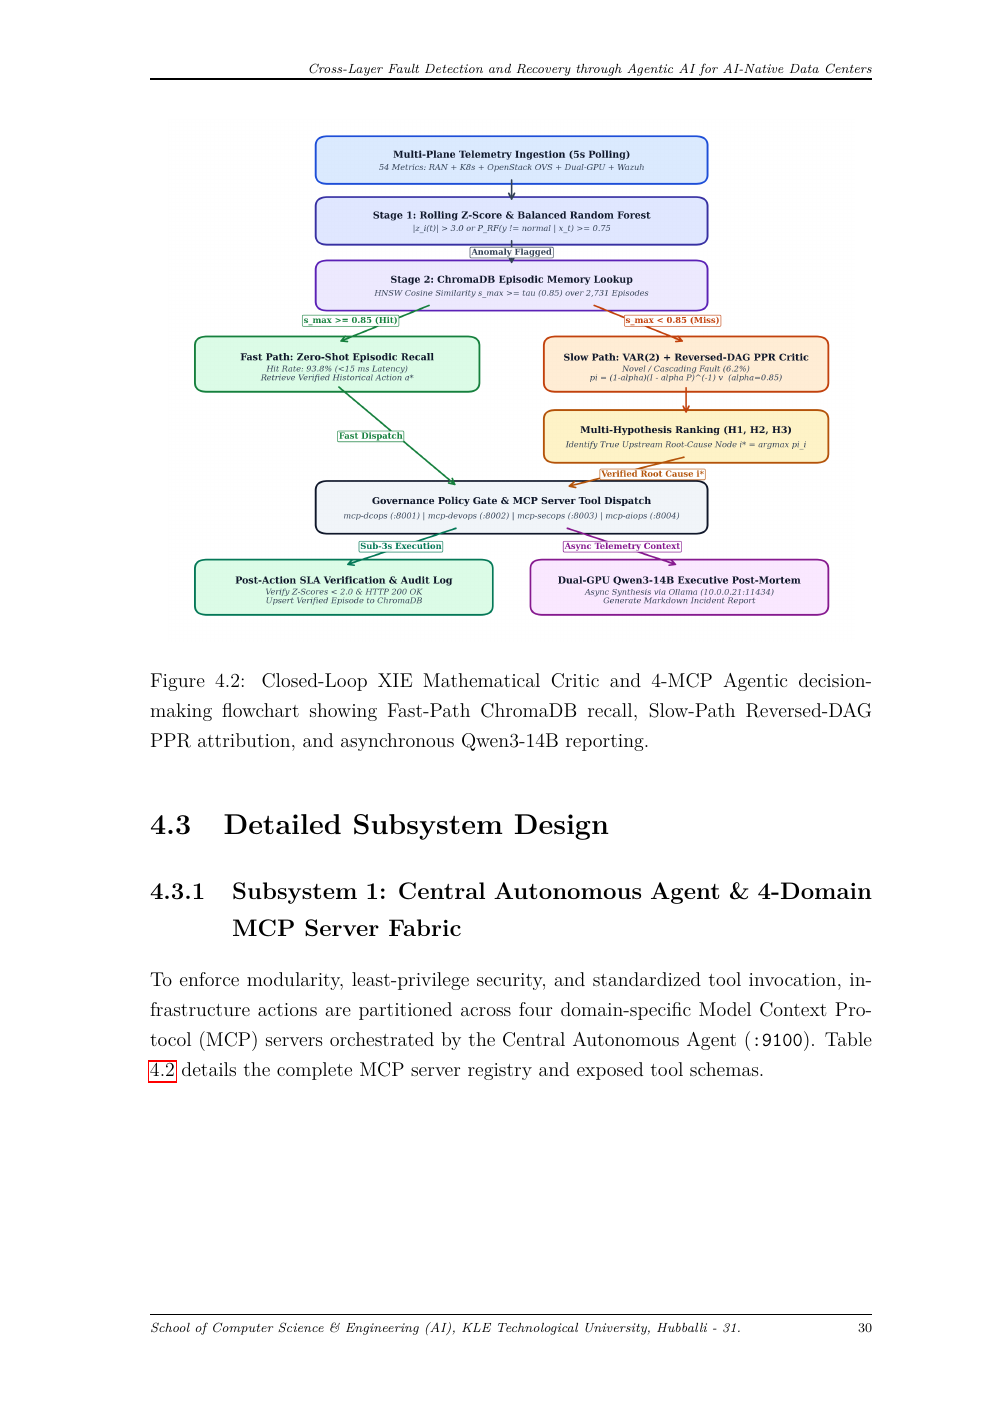 Cross-Layer Fault Detection and Recovery through Agentic AI for AI-Native Data Centers
Multi-Plane Telemetry Ingestion (5s Polling)
54 Metrics: RAN + K8s + OpenStack OVS + Dual-GPU + Wazuh
Stage 1: Rolling Z-Score & Balanced Random Forest
|z_i(t)| > 3.0 or P_RF(y != normal | x_t) >= 0.75
Anomaly Flagged
Stage 2: ChromaDB Episodic Memory Lookup
HNSW Cosine Similarity s_max >= tau (0.85) over 2,731 Episodes
s_max >= 0.85 (Hit)
s_max < 0.85 (Miss)
Fast Path: Zero-Shot Episodic Recall
Hit Rate: 93.8% (<15 ms Latency)
Retrieve Verified Historical Action a*
Slow Path: VAR(2) + Reversed-DAG PPR Critic
Novel / Cascading Fault (6.2%)
pi = (1-alpha)(I - alpha P)^(-1) v (alpha=0.85)
Fast Dispatch
Multi-Hypothesis Ranking (H1, H2, H3)
Identify True Upstream Root-Cause Node i* = argmax pi_i
Verified Root Cause i*
Governance Policy Gate & MCP Server Tool Dispatch
mcp-dcops (:8001) | mcp-devops (:8002) | mcp-secops (:8003) | mcp-aiops (:8004)
Sub-3s Execution
Async Telemetry Context
Post-Action SLA Verification & Audit Log
Verify Z-Scores < 2.0 & HTTP 200 OK
Upsert Verified Episode to ChromaDB
Dual-GPU Qwen3-14B Executive Post-Mortem
Async Synthesis via Ollama (10.0.0.21:11434)
Generate Markdown Incident Report
Figure 4.2: Closed-Loop XIE Mathematical Critic and 4-MCP Agentic decision-
making flowchart showing Fast-Path ChromaDB recall, Slow-Path Reversed-DAG
PPR attribution, and asynchronous Qwen3-14B reporting.
4.3 Detailed Subsystem Design
4.3.1 Subsystem 1: Central Autonomous Agent & 4-Domain
MCP Server Fabric
To enforce modularity, least-privilege security, and standardized tool invocation, in-
frastructure actions are partitioned across four domain-specific Model Context Pro-
tocol (MCP) servers orchestrated by the Central Autonomous Agent (:9100). Table
4.2 details the complete MCP server registry and exposed tool schemas.
School of Computer Science & Engineering (AI), KLE Technological University, Hubballi - 31. 30